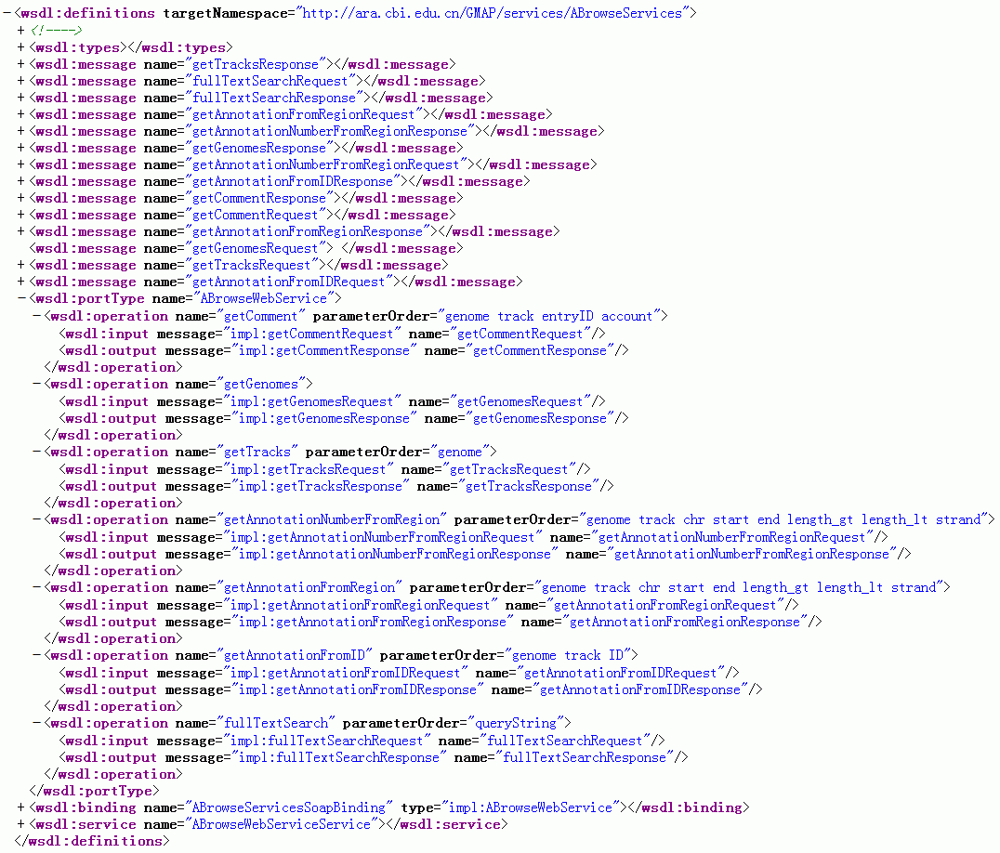 −<wsdl:definitions targetNamespace="http://ara.cbi.edu.cn/GMAP/services/ABrowseServices">
+<!---->
+<wsdl:types></wsdl:types>
+<wsdl:message name="getTracksResponse"></wsdl:message>
+<wsdl:message name="fullTextSearchRequest"></wsdl:message>
+<wsdl:message name="fullTextSearchResponse"></wsdl:message>
+<wsdl:message name="getAnnotationFromRegionRequest"></wsdl:message>
+<wsdl:message name="getAnnotationNumberFromRegionResponse"></wsdl:message>
+<wsdl:message name="getGenomesResponse"></wsdl:message>
+<wsdl:message name="getAnnotationNumberFromRegionRequest"></wsdl:message>
+<wsdl:message name="getAnnotationFromIDResponse"></wsdl:message>
+<wsdl:message name="getCommentResponse"></wsdl:message>
+<wsdl:message name="getCommentRequest"></wsdl:message>
+<wsdl:message name="getAnnotationFromRegionResponse"></wsdl:message>
<wsdl:message name="getGenomesRequest"> </wsdl:message>
+<wsdl:message name="getTracksRequest"></wsdl:message>
+<wsdl:message name="getAnnotationFromIDRequest"></wsdl:message>
−<wsdl:portType name="ABrowseWebService">
−<wsdl:operation name="getComment" parameterOrder="genome track entryID account">
<wsdl:input message="impl:getCommentRequest" name="getCommentRequest"/>
<wsdl:output message="impl:getCommentResponse" name="getCommentResponse"/>
</wsdl:operation>
−<wsdl:operation name="getGenomes">
<wsdl:input message="impl:getGenomesRequest" name="getGenomesRequest"/>
<wsdl:output message="impl:getGenomesResponse" name="getGenomesResponse"/>
</wsdl:operation>
−<wsdl:operation name="getTracks" parameterOrder="genome">
<wsdl:input message="impl:getTracksRequest" name="getTracksRequest"/>
<wsdl:output message="impl:getTracksResponse" name="getTracksResponse"/>
</wsdl:operation>
−<wsdl:operation name="getAnnotationNumberFromRegion" parameterOrder="genome track chr start end length_gt length_lt strand">
<wsdl:input message="impl:getAnnotationNumberFromRegionRequest" name="getAnnotationNumberFromRegionRequest"/>
<wsdl:output message="impl:getAnnotationNumberFromRegionResponse" name="getAnnotationNumberFromRegionResponse"/>
</wsdl:operation>
−<wsdl:operation name="getAnnotationFromRegion" parameterOrder="genome track chr start end length_gt length_lt strand">
<wsdl:input message="impl:getAnnotationFromRegionRequest" name="getAnnotationFromRegionRequest"/>
<wsdl:output message="impl:getAnnotationFromRegionResponse" name="getAnnotationFromRegionResponse"/>
</wsdl:operation>
−<wsdl:operation name="getAnnotationFromID" parameterOrder="genome track ID">
<wsdl:input message="impl:getAnnotationFromIDRequest" name="getAnnotationFromIDRequest"/>
<wsdl:output message="impl:getAnnotationFromIDResponse" name="getAnnotationFromIDResponse"/>
</wsdl:operation>
−<wsdl:operation name="fullTextSearch" parameterOrder="queryString">
<wsdl:input message="impl:fullTextSearchRequest" name="fullTextSearchRequest"/>
<wsdl:output message="impl:fullTextSearchResponse" name="fullTextSearchResponse"/>
</wsdl:operation>
</wsdl:portType>
+<wsdl:binding name="ABrowseServicesSoapBinding" type="impl:ABrowseWebService"></wsdl:binding>
+<wsdl:service name="ABrowseWebServiceService"></wsdl:service>
</wsdl:definitions>